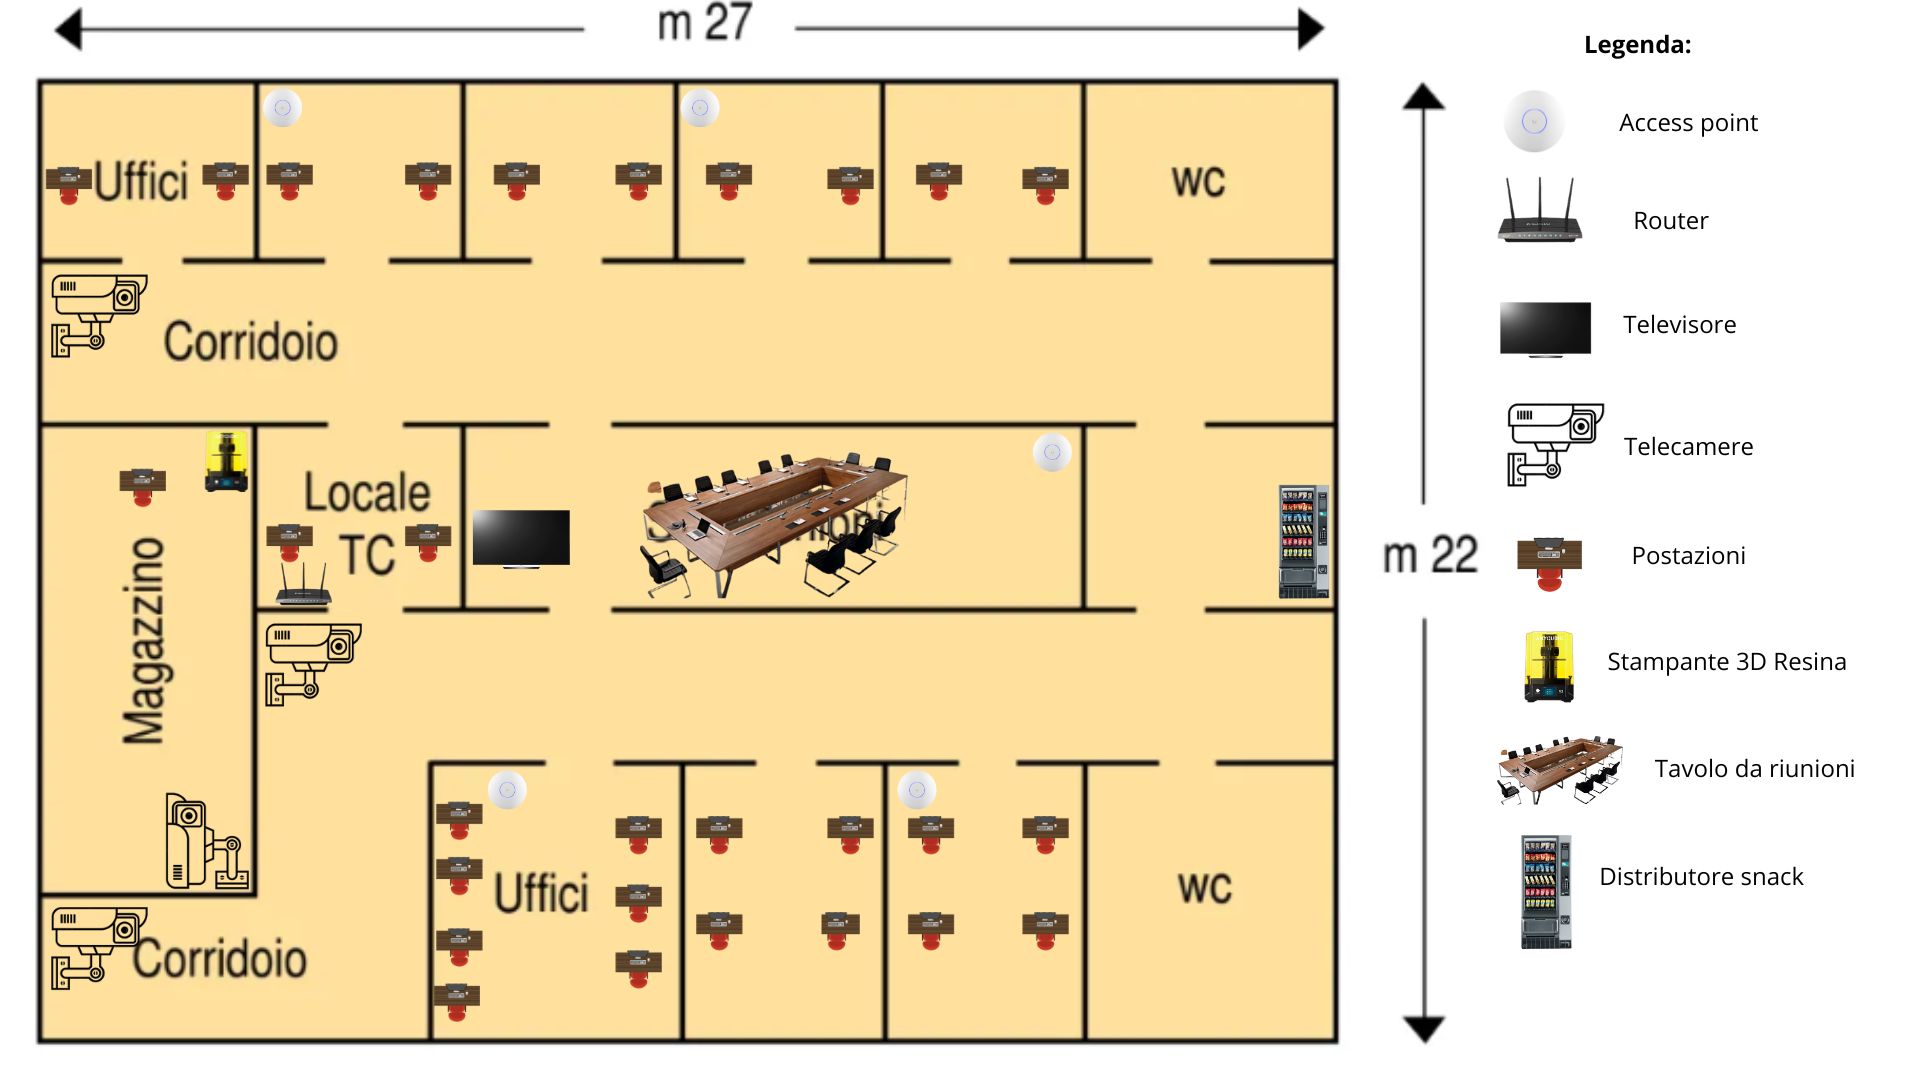 m 27
Legenda:
Access point
Uffici
wc
Router
Televisore
Corridoio
Telecamere
Locale
TC
m 22
Postazioni
Magazzino
Stampante 3D Resina
Tavolo da riunioni
Uffici
wc
Distributore snack
Corridoio